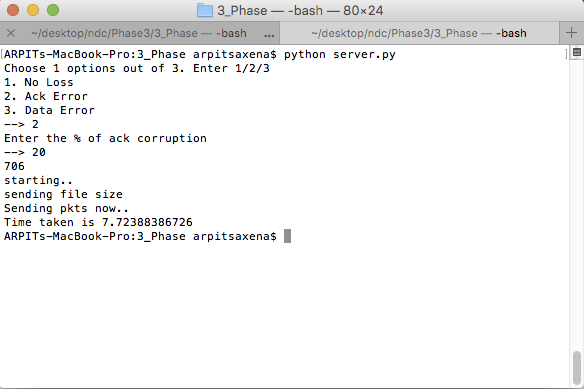 3_Phase — -bash — 80×24
~/desktop/ndc/Phase3/3_Phase — -bash ... ~/desktop/ndc/Phase3/3_Phase — -bash
[ARPITs-MacBook-Pro:3_Phase arpitsaxena$ python server.py ]
Choose 1 options out of 3. Enter 1/2/3
1. No Loss
2. Ack Error
3. Data Error
--> 2
Enter the % of ack corruption
--> 20
706
starting..
sending file size
Sending pkts now..
Time taken is 7.72388386726
ARPITs-MacBook-Pro:3_Phase arpitsaxena$